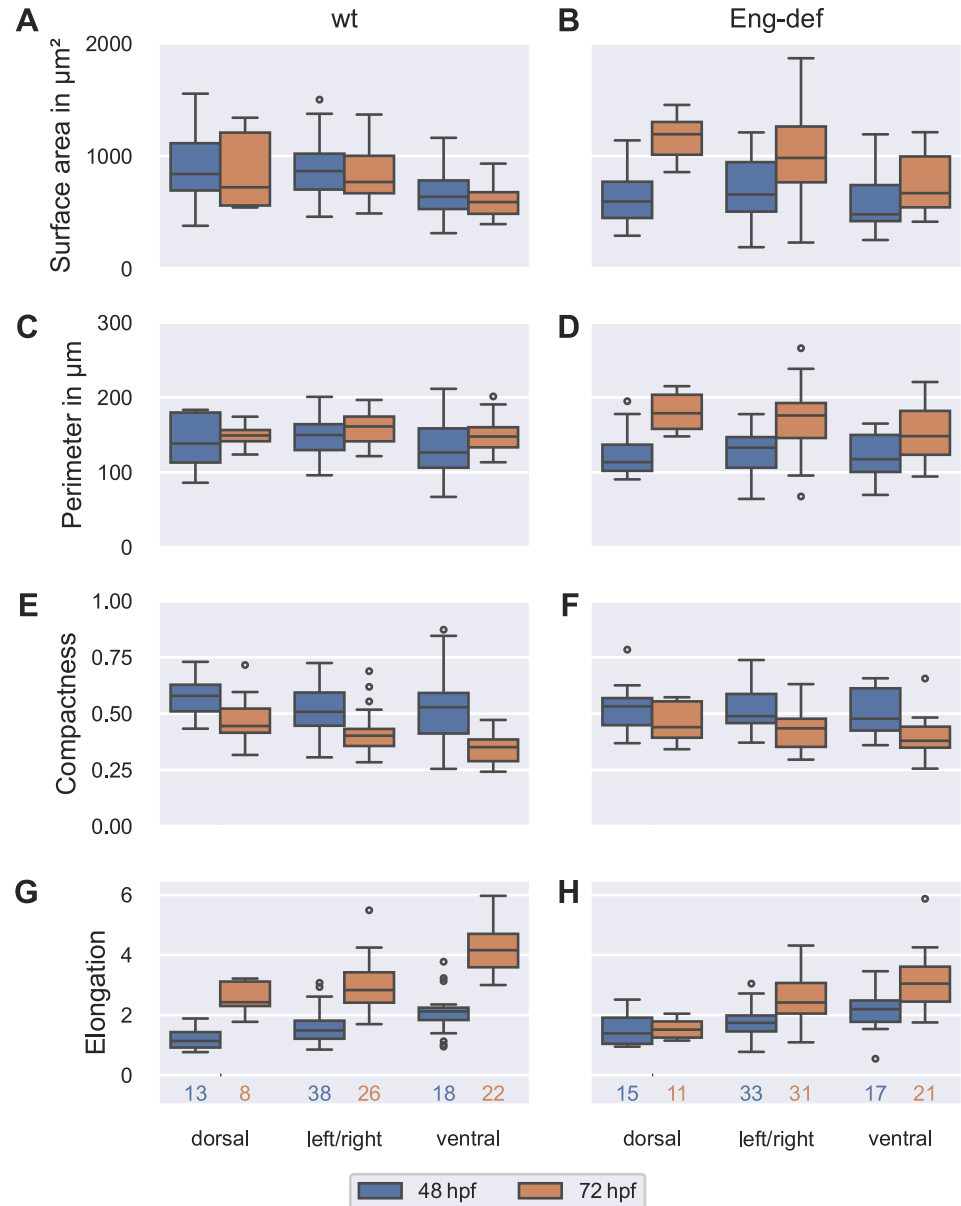 A wt B Eng-def
Surface area in µm²
2000
1000
0
C D
Perimeter in µm
300
200
100
0
E F
Compactness
1.00
0.75
0.50
0.25
0.00
G H
Elongation
6
4
2
0
13 8 38 26 18 22 15 11 33 31 17 21
dorsal left/right ventral dorsal left/right ventral
48 hpf 72 hpf